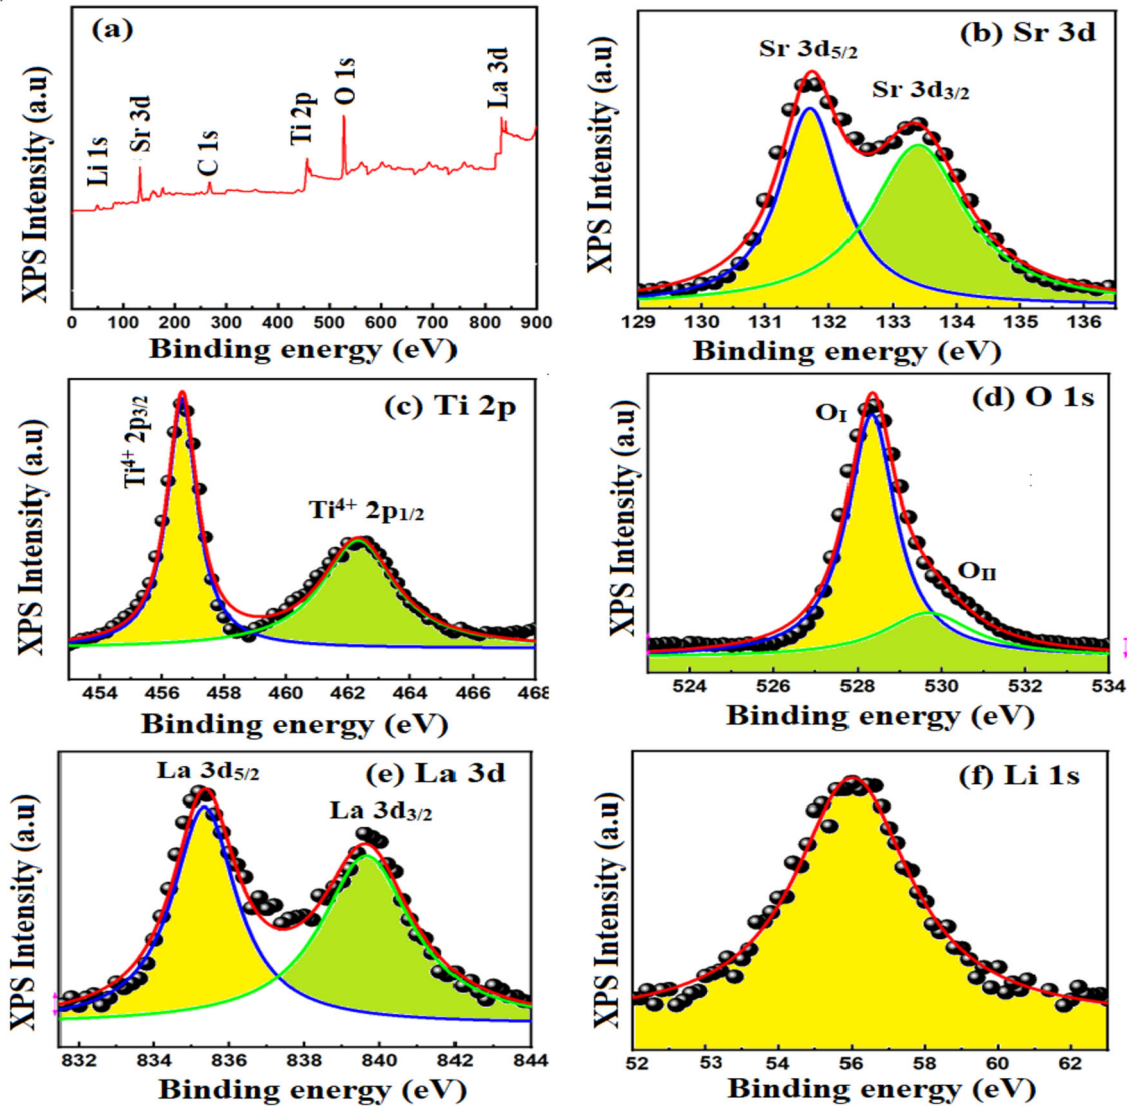 (a)
XPS Intensity (a.u)
Li 1s
Sr 3d
C 1s
Ti 2p
O 1s
La 3d
0 100 200 300 400 500 600 700 800 900
Binding energy (eV)
(b) Sr 3d
XPS Intensity (a.u)
Sr 3d5/2
Sr 3d3/2
129 130 131 132 133 134 135 136
Binding energy (eV)
(c) Ti 2p
XPS Intensity (a.u)
Ti4+ 2p3/2
Ti4+ 2p1/2
454 456 458 460 462 464 466 468
Binding energy (eV)
(d) O 1s
XPS Intensity (a.u)
OI
OII
524 526 528 530 532 534
Binding energy (eV)
(e) La 3d
XPS Intensity (a.u)
La 3d5/2
La 3d3/2
832 834 836 838 840 842 844
Binding energy (eV)
(f) Li 1s
XPS Intensity (a.u)
52 53 54 56 58 60 62
Binding energy (eV)